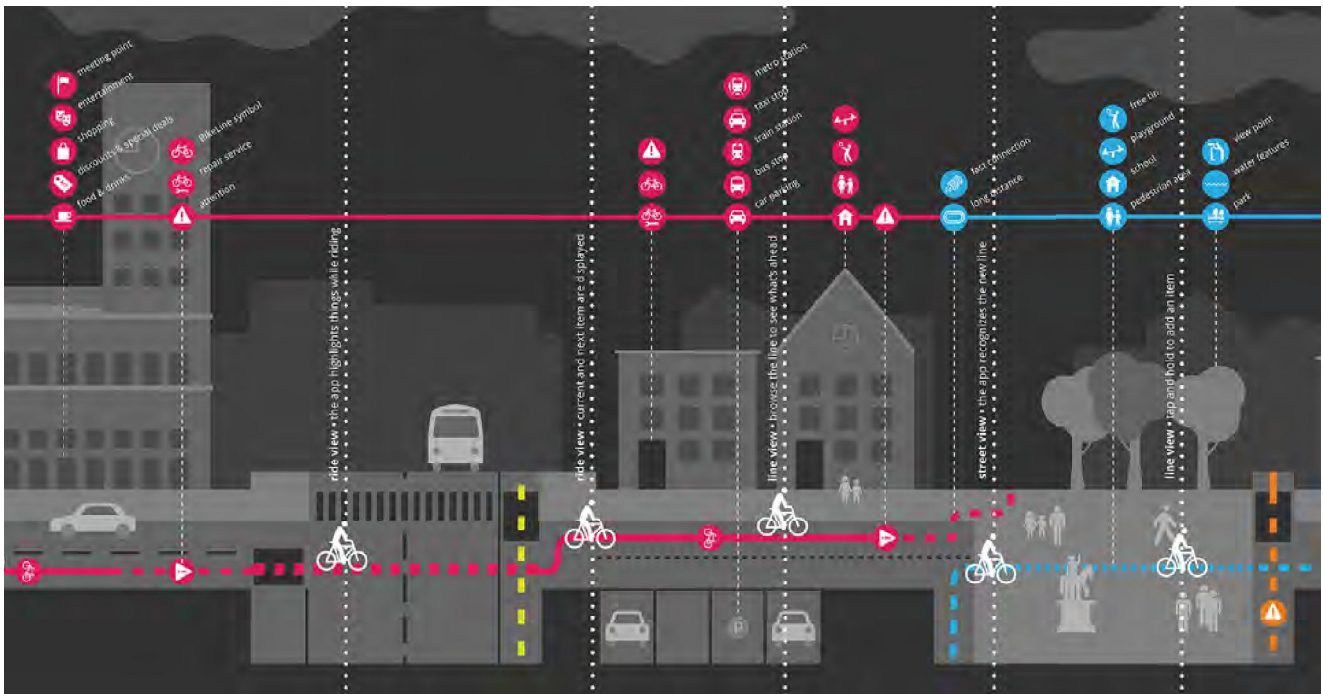 meeting point
entertainment
shopping
discounts & special deals
food & drinks
BikeLine symbol
repair service
attention
ride view • the app highlights things while riding
ride view • current and next item are displayed
metro station
taxi stop
train station
bus stop
car parking
line view • browse the line to see what's ahead
fast connection
long distance
street view • the app recognizes the new line
playground
school
pedestrian area
line view • tap and hold to add an item
view point
water features
park
P